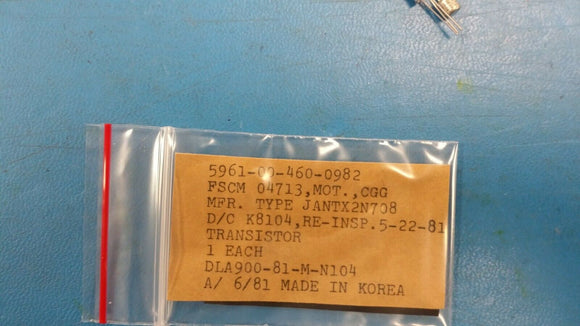 5961-00-460-0982
FSCM 04713,MOT.,CGG
MFR. TYPE JANTX2N708
D/C K8104,RE-INSP.5-22-81
TRANSISTOR
1 EACH
DLA900-81-M-N104
A/ 6/81 MADE IN KOREA